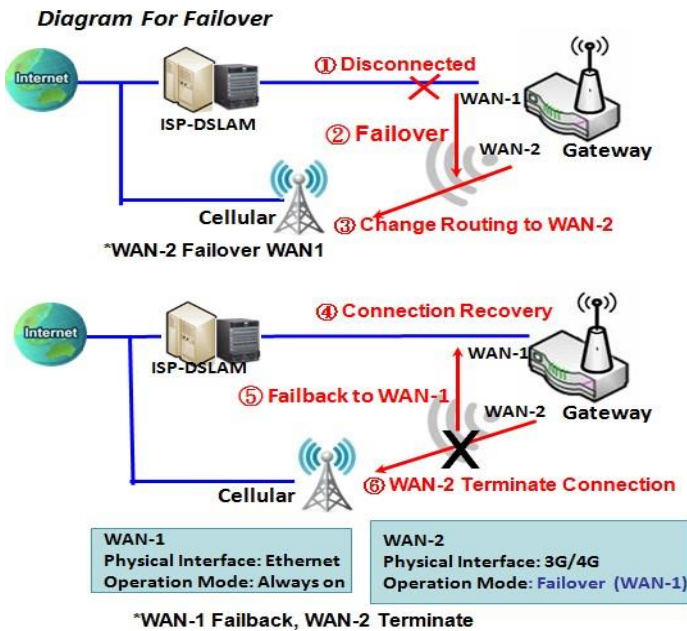 Diagram For Failover
Internet
ISP-DSLAM
① Disconnected
WAN-1
② Failover
WAN-2
Gateway
Cellular
③ Change Routing to WAN-2
*WAN-2 Failover WAN1
Internet
ISP-DSLAM
④ Connection Recovery
WAN-1
⑤ Failback to WAN-1
WAN-2
Gateway
Cellular
⑥ WAN-2 Terminate Connection
WAN-1
Physical Interface: Ethernet
Operation Mode: Always on
WAN-2
Physical Interface: 3G/4G
Operation Mode: Failover (WAN-1)
*WAN-1 Failback, WAN-2 Terminate